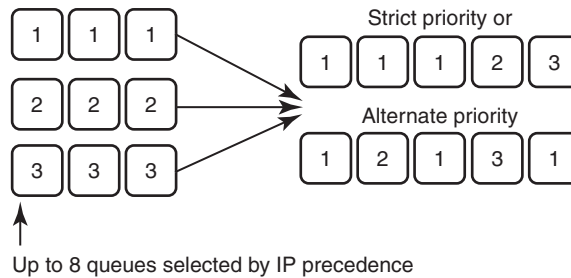 1 1 1
2 2 2
3 3 3
Strict priority or
1 1 1 2 3
Alternate priority
1 2 1 3 1
Up to 8 queues selected by IP precedence